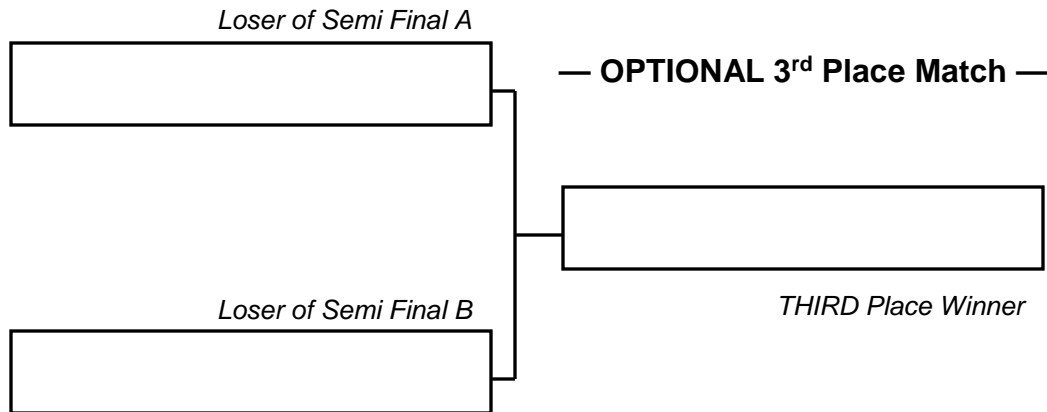 Loser of Semi Final A
— OPTIONAL 3rd Place Match —
Loser of Semi Final B
THIRD Place Winner